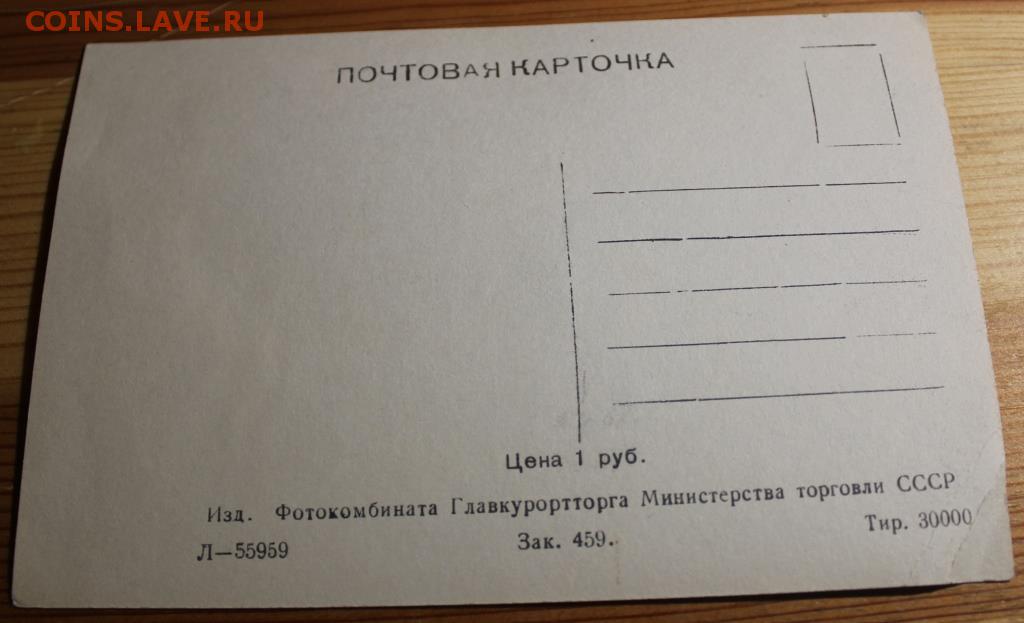 COINS.LAVE.RU
ПОЧТОВАЯ КАРТОЧКА
Цена 1 руб.
Изд. Фотокомбината Главкурортторга Министерства торговли СССР
Л—55959 Зак. 459. Тир. 30000